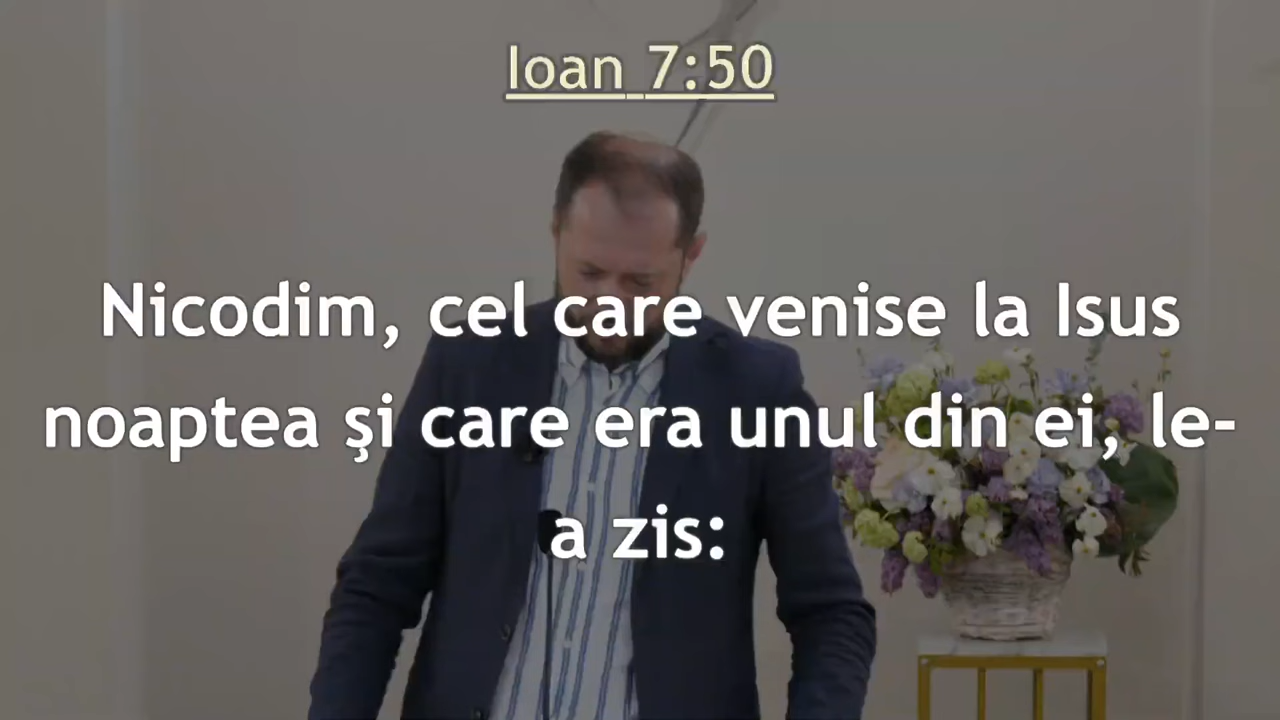 Ioan 7:50
Nicodim, cel care venise la Isus
noaptea şi care era unul din ei, le-
a zis: